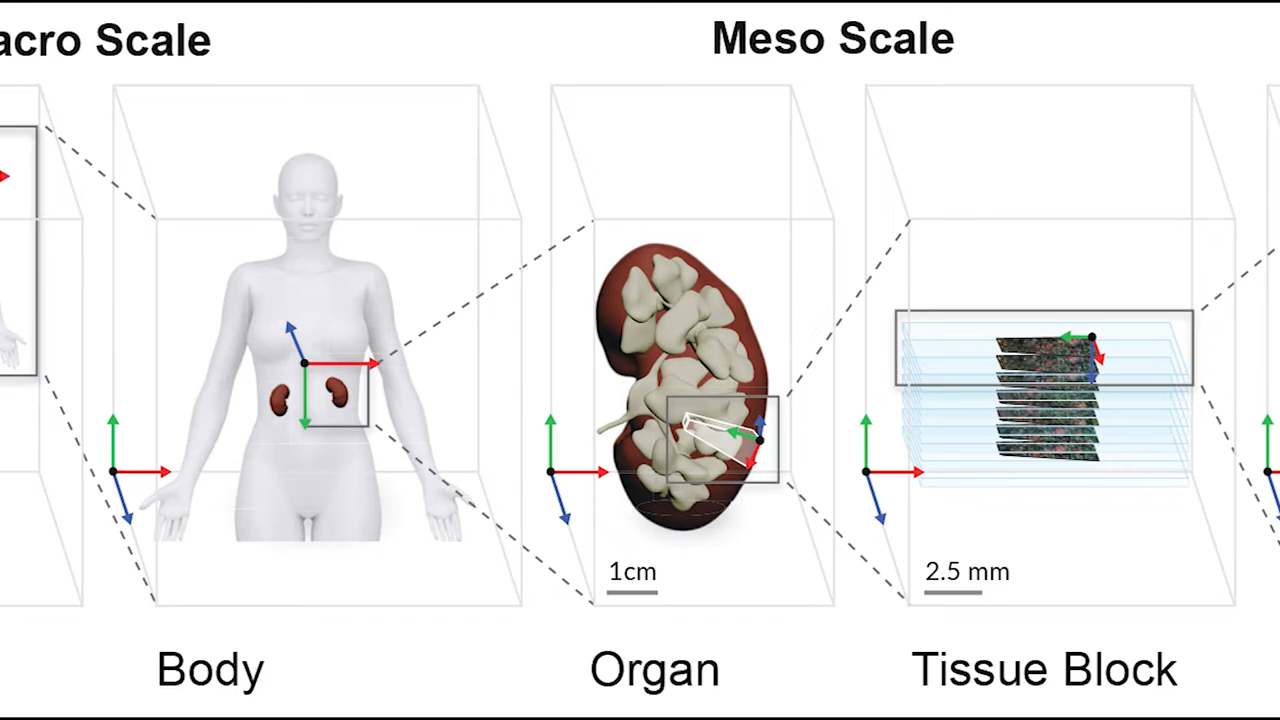 acro Scale
Meso Scale
1cm
2.5 mm
Body
Organ
Tissue Block